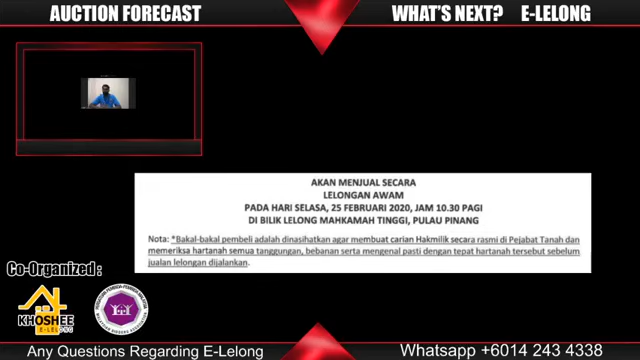 AUCTION FORECAST
WHAT'S NEXT? E-LELONG
AKAN MENJUAL SECARA
LELONGAN AWAM
PADA HARI SELASA, 25 FEBRUARI 2020, JAM 10.30 PAGI
DI BILIK LELONG MAHKAMAH TINGGI, PULAU PINANG
Nota: *Bakal-bakal pembeli adalah dinasihatkan agar membuat carian Hakmilik secara rasmi di Pejabat Tanah dan
memeriksa hartanah semua tanggungan, bebanan serta mengenal pasti dengan tepat hartanah tersebut sebelum
jualan lelongan dijalankan.
Co-Organized :
KHOSHEE
E-LELONG
Any Questions Regarding E-Lelong
Whatsapp +6014 243 4338